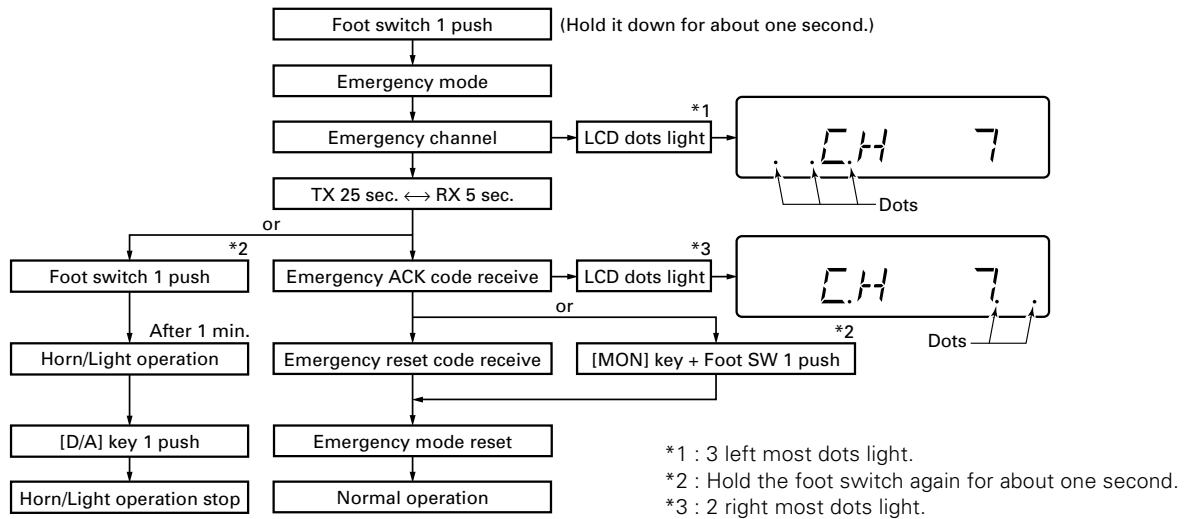 Foot switch 1 push (Hold it down for about one second.)
Emergency mode
*1
Emergency channel LCD dots light CH 7
Dots
TX 25 sec. ↔ RX 5 sec.
or
*2 *3
Foot switch 1 push Emergency ACK code receive LCD dots light CH 7
Dots
or
After 1 min. *2
Horn/Light operation Emergency reset code receive [MON] key + Foot SW 1 push
[D/A] key 1 push Emergency mode reset
Horn/Light operation stop Normal operation
*1 : 3 left most dots light.
*2 : Hold the foot switch again for about one second.
*3 : 2 right most dots light.